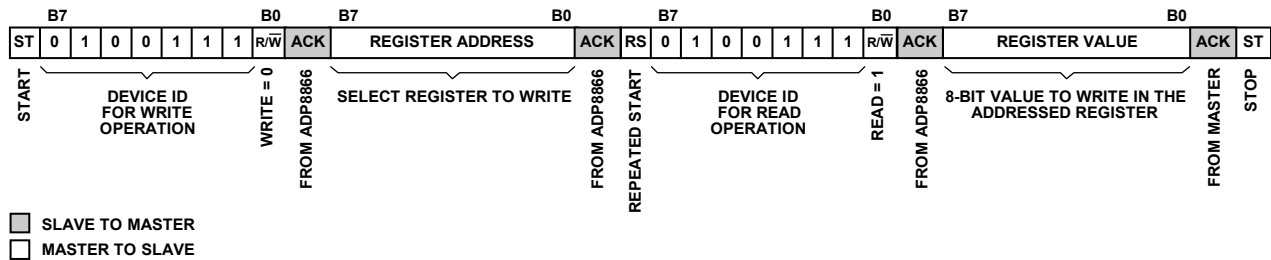 B7 B0 B7 B0 B7 B0 B7 B0
ST 0 1 0 0 1 1 1 R/W̅ ACK REGISTER ADDRESS ACK RS 0 1 0 0 1 1 1 R/W̅ ACK REGISTER VALUE ACK ST
START
DEVICE ID
FOR WRITE
OPERATION
WRITE = 0
FROM ADP8866
SELECT REGISTER TO WRITE
FROM ADP8866
REPEATED START
DEVICE ID
FOR READ
OPERATION
READ = 1
FROM ADP8866
8-BIT VALUE TO WRITE IN THE
ADDRESSED REGISTER
FROM MASTER
STOP
SLAVE TO MASTER
MASTER TO SLAVE